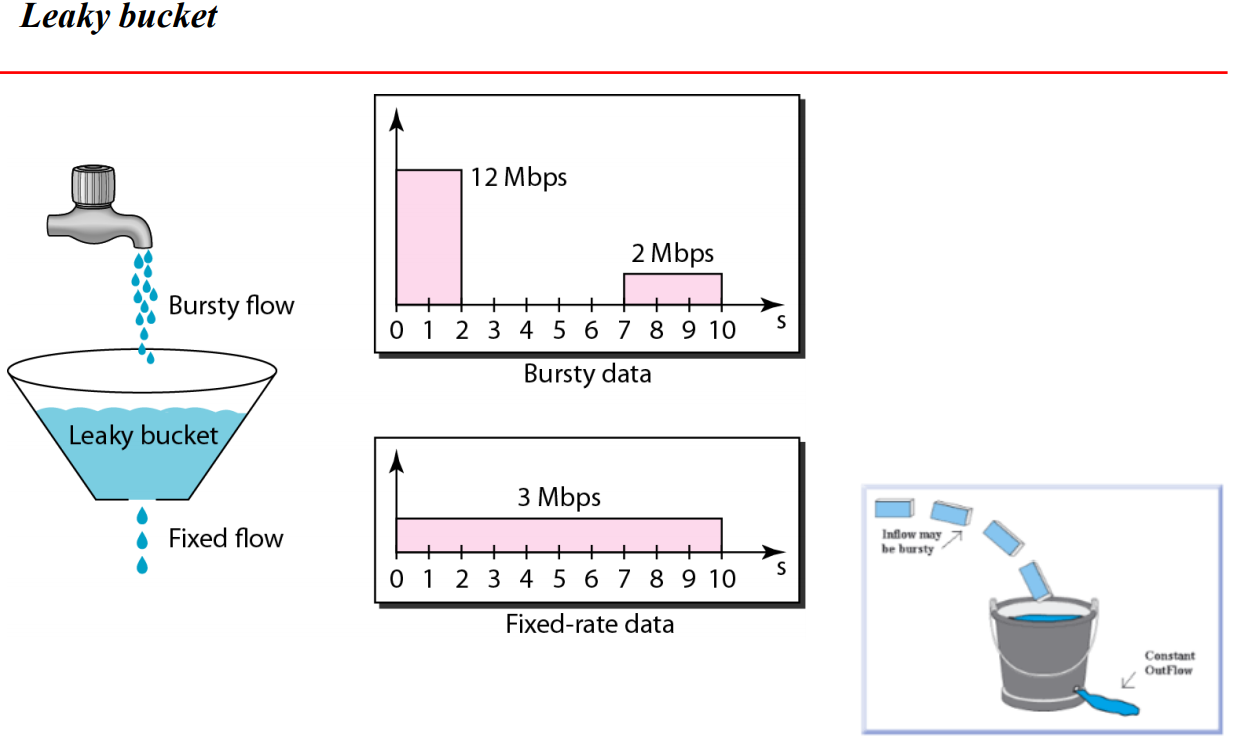 Leaky bucket
Bursty flow
Leaky bucket
Fixed flow
12 Mbps
2 Mbps
0 1 2 3 4 5 6 7 8 9 10 s
Bursty data
3 Mbps
0 1 2 3 4 5 6 7 8 9 10 s
Fixed-rate data
Inflow may
be bursty
Constant
OutFlow